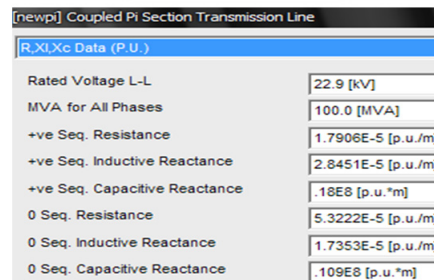 [newpi] Coupled Pi Section Transmission Line
R,Xl,Xc Data (P.U.)
Rated Voltage L-L 22.9 [kV]
MVA for All Phases 100.0 [MVA]
+ve Seq. Resistance 1.7906E-5 [p.u./m
+ve Seq. Inductive Reactance 2.8451E-5 [p.u./m
+ve Seq. Capacitive Reactance .18E8 [p.u.*m]
0 Seq. Resistance 5.3222E-5 [p.u./m
0 Seq. Inductive Reactance 1.7353E-5 [p.u./m
0 Seq. Capacitive Reactance .109E8 [p.u.*m]